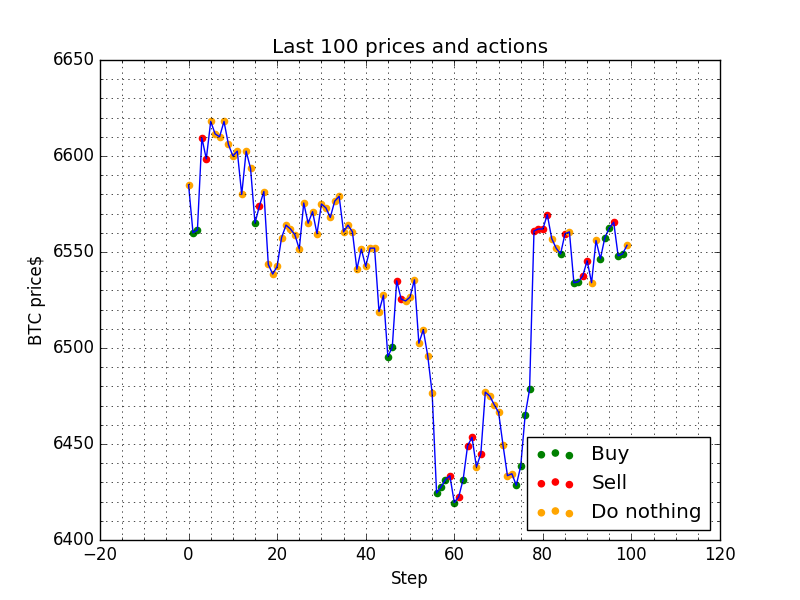 Last 100 prices and actions
6650
6600
6550
6500
6450
6400
BTC price$
Buy
Sell
Do nothing
−20 0 20 40 60 80 100 120
Step